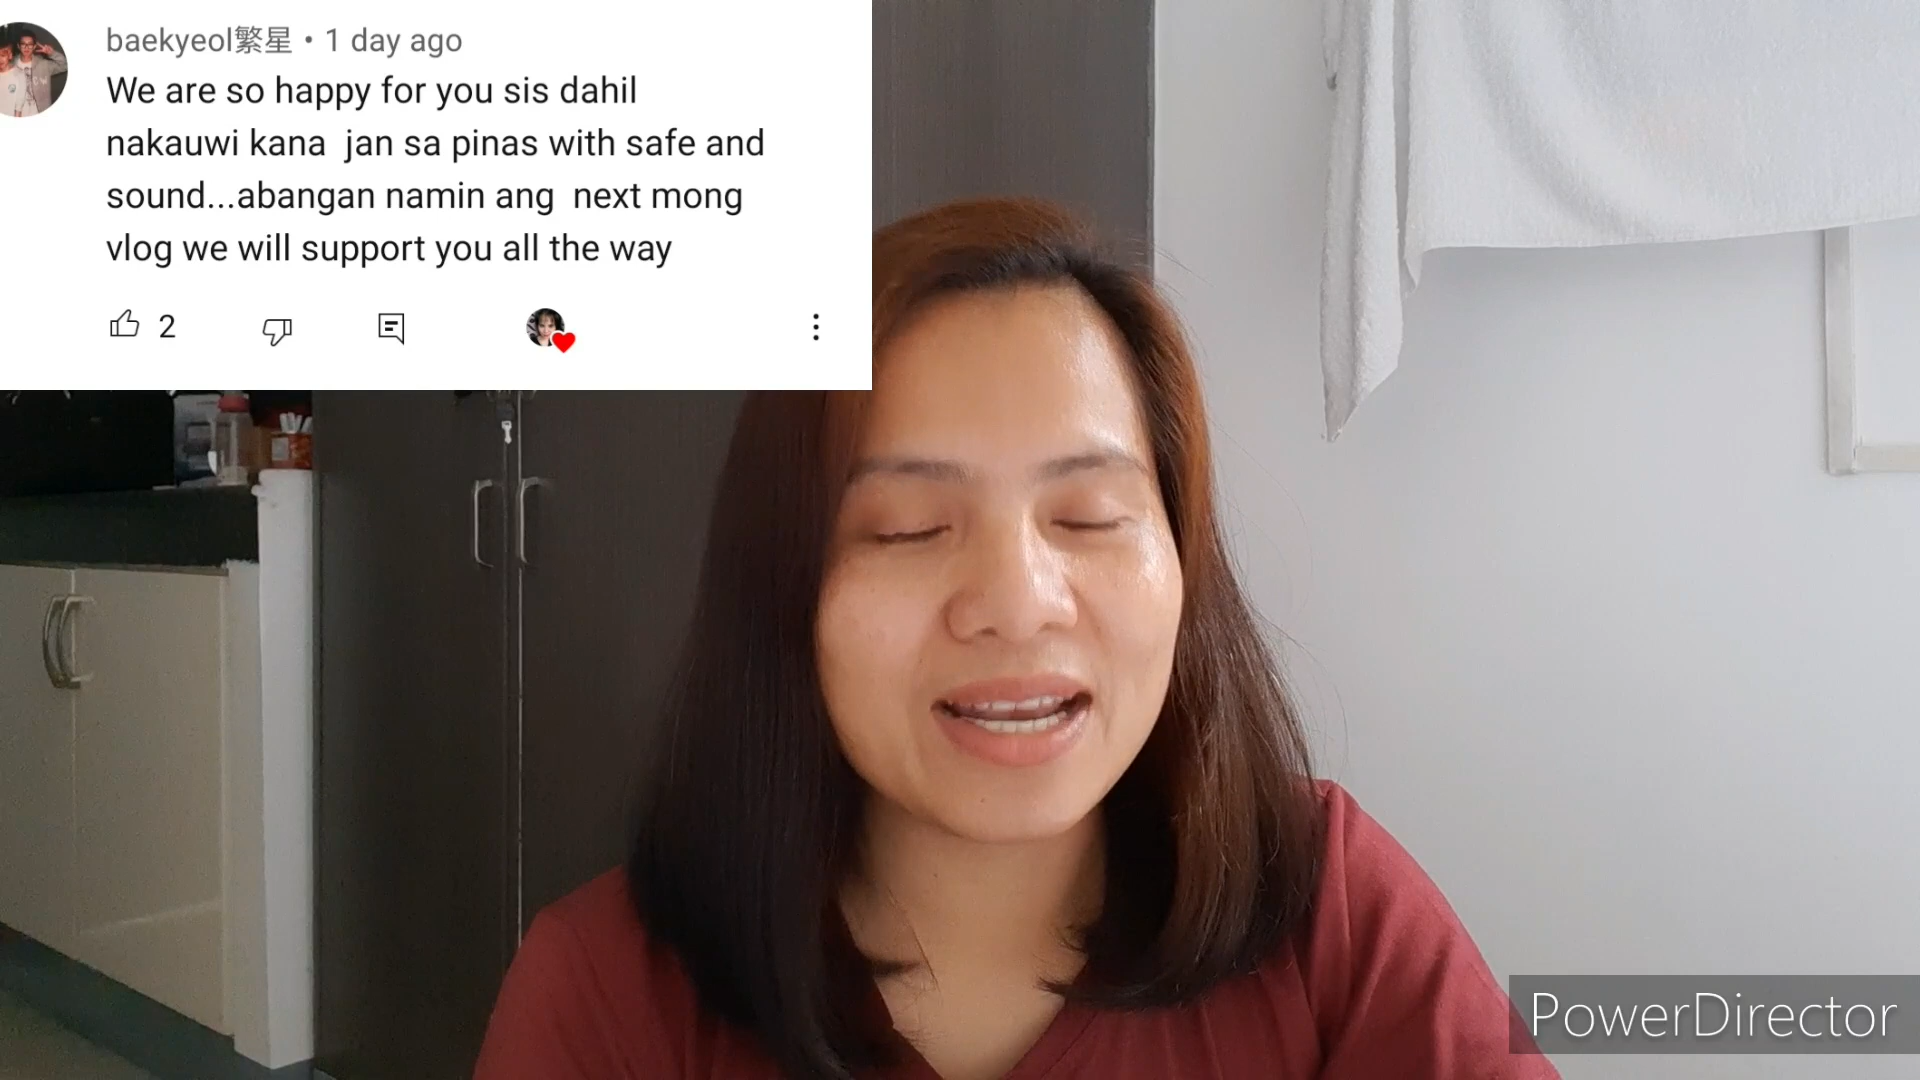 baekyeol繁星 • 1 day ago
We are so happy for you sis dahil
nakauwi kana  jan sa pinas with safe and
sound...abangan namin ang  next mong
vlog we will support you all the way
2
PowerDirector